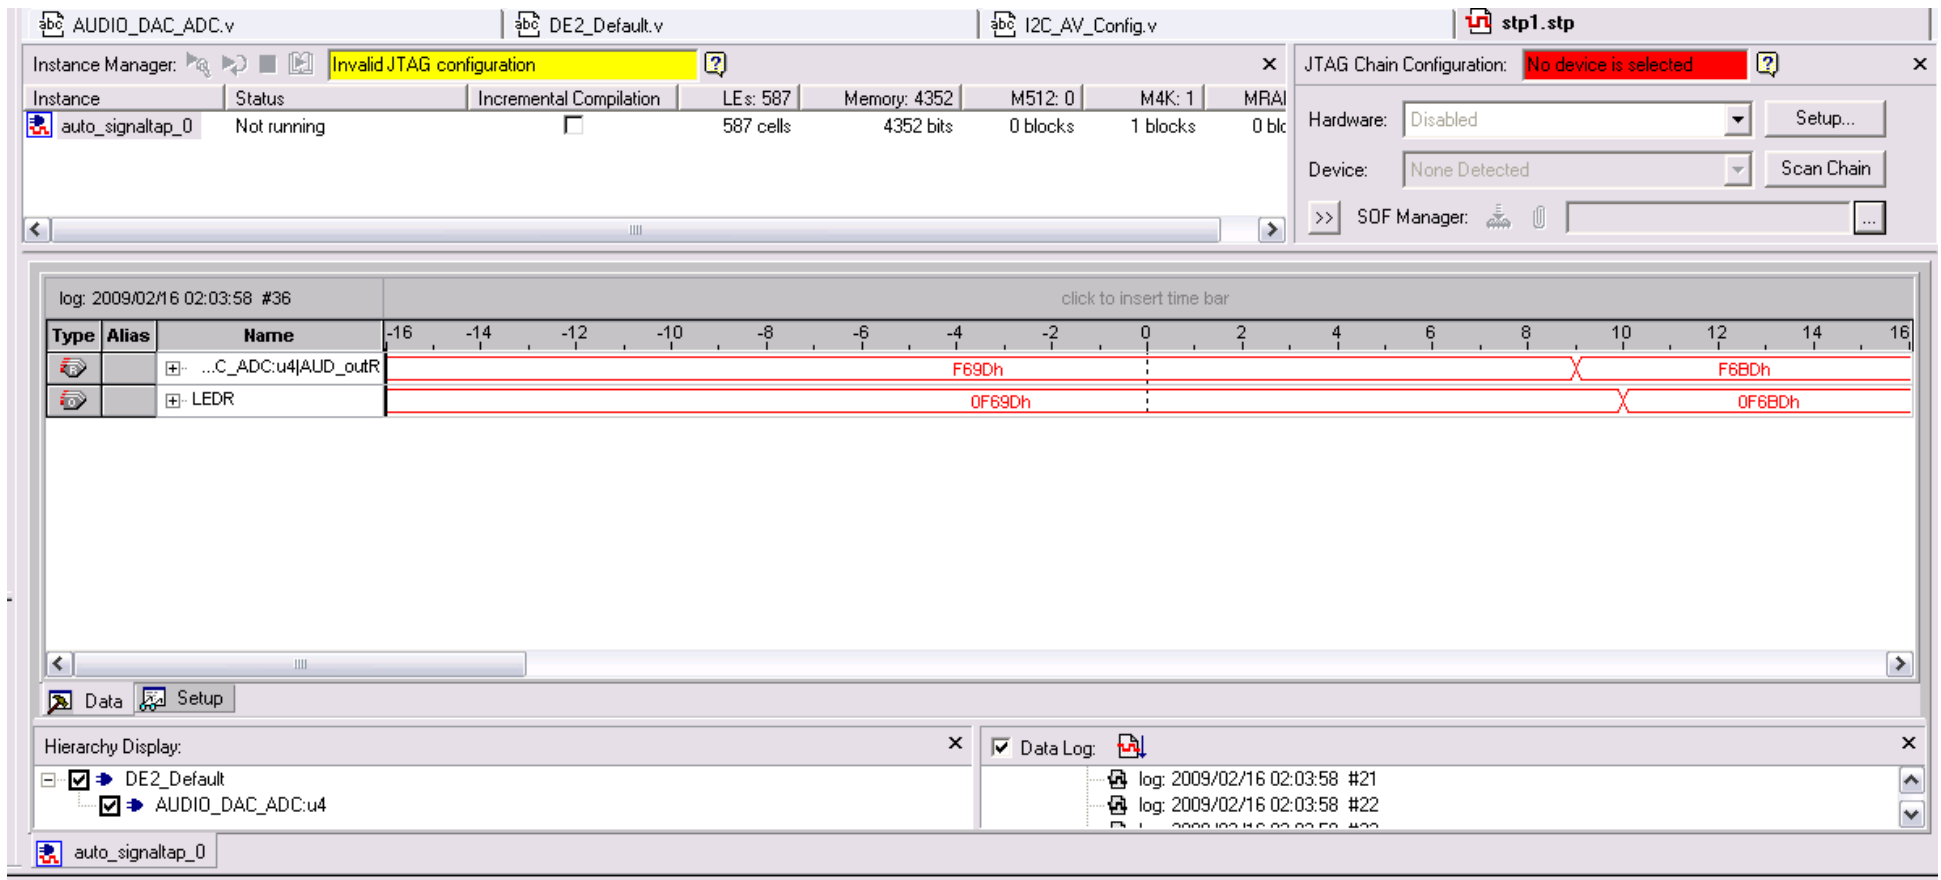 AUDIO_DAC_ADC.v DE2_Default.v I2C_AV_Config.v stp1.stp
Instance Manager: Invalid JTAG configuration
JTAG Chain Configuration: No device is selected
Instance Status Incremental Compilation LEs: 587 Memory: 4352 M512: 0 M4K: 1 MRAI
auto_signaltap_0 Not running 587 cells 4352 bits 0 blocks 1 blocks 0 blc
Hardware: Disabled Setup...
Device: None Detected Scan Chain
>> SOF Manager: ...
log: 2009/02/16 02:03:58 #36 click to insert time bar
Type Alias Name -16 -14 -12 -10 -8 -6 -4 -2 0 2 4 6 8 10 12 14 16
...C_ADC:u4|AUD_outR F69Dh F6BDh
LEDR 0F69Dh 0F6BDh
Data Setup
Hierarchy Display:
DE2_Default
AUDIO_DAC_ADC:u4
Data Log:
log: 2009/02/16 02:03:58 #21
log: 2009/02/16 02:03:58 #22
auto_signaltap_0